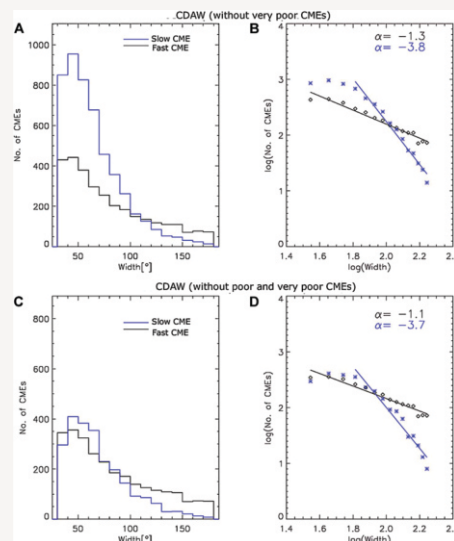 CDAW (without very poor CMEs)
A
Slow CME
Fast CME
No. of CMEs
1000
800
600
400
200
0
50
100
150
Width[°]
B
α= −1.3
α= −3.8
log(No. of CMEs)
4
3
2
1
0
1.4
1.6
1.8
2.0
2.2
2.4
log(Width)
CDAW (without poor and very poor CMEs)
C
Slow CME
Fast CME
No. of CMEs
800
600
400
200
0
50
100
150
Width[°]
D
α= −1.1
α= −3.7
log(No. of CMEs)
4
3
2
1
0
1.4
1.6
1.8
2.0
2.2
2.4
log(Width)